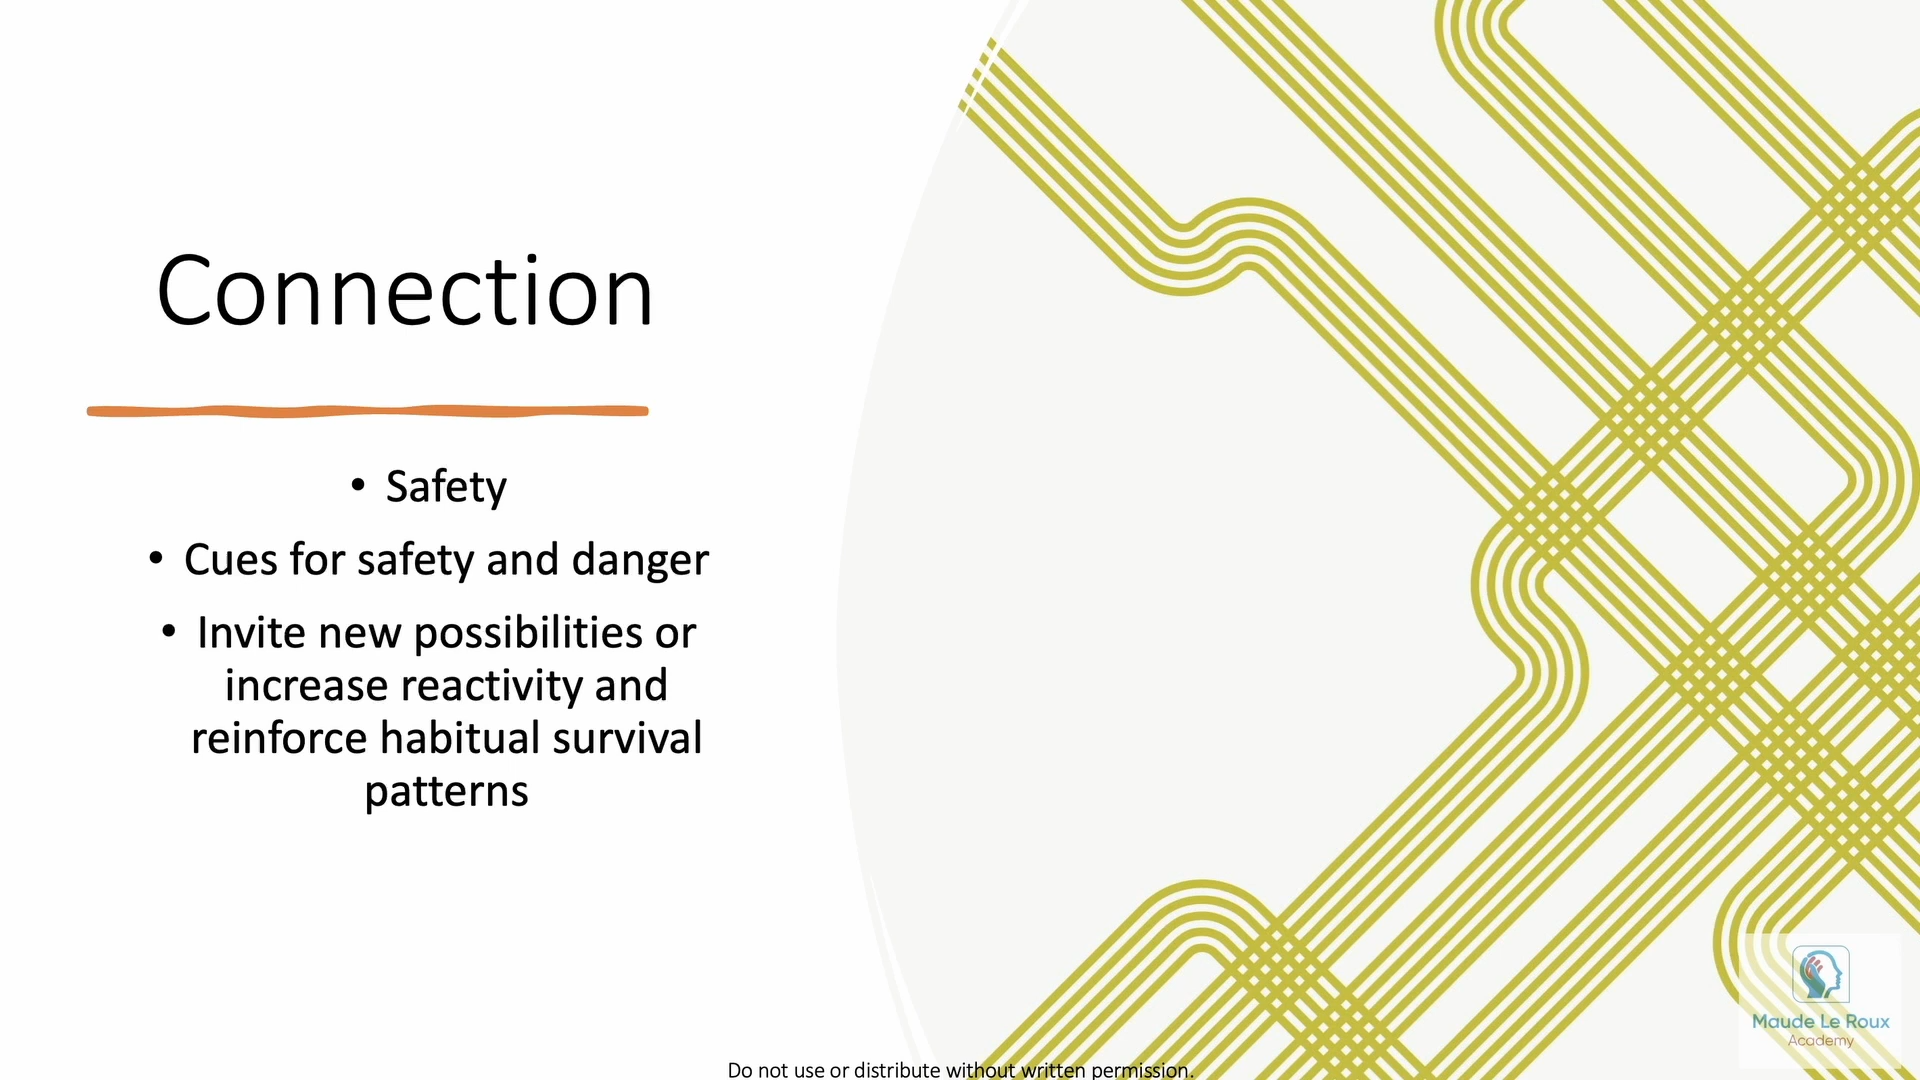 Connection
• Safety
• Cues for safety and danger
• Invite new possibilities or
increase reactivity and
reinforce habitual survival
patterns
Maude Le Roux
Academy
Do not use or distribute without written permission.